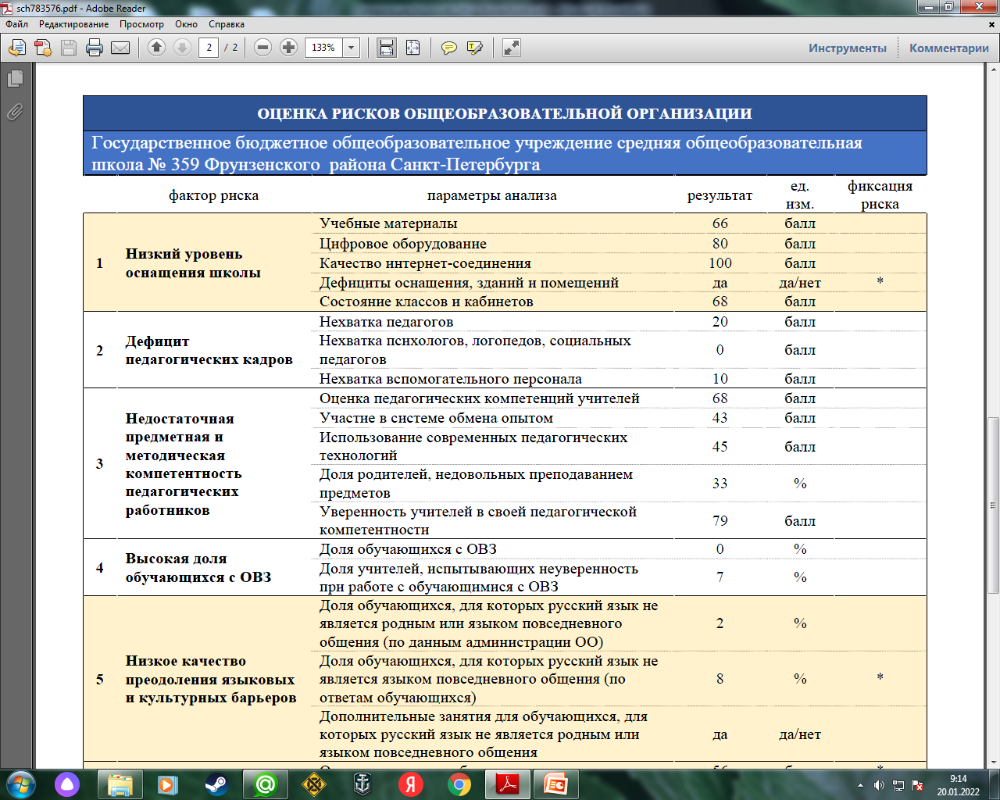 sch783576.pdf - Adobe Reader
Файл Редактирование Просмотр Окно Справка
2 / 2 133% Инструменты Комментарии
ОЦЕНКА РИСКОВ ОБЩЕОБРАЗОВАТЕЛЬНОЙ ОРГАНИЗАЦИИ
Государственное бюджетное общеобразовательное учреждение средняя общеобразовательная
школа № 359 Фрунзенского района Санкт-Петербурга
фактор риска параметры анализа результат ед. изм. фиксация риска
1 Низкий уровень оснащения школы
Учебные материалы 66 балл
Цифровое оборудование 80 балл
Качество интернет-соединения 100 балл
Дефициты оснащения, зданий и помещений да да/нет *
Состояние классов и кабинетов 68 балл
2 Дефицит педагогических кадров
Нехватка педагогов 20 балл
Нехватка психологов, логопедов, социальных
педагогов 0 балл
Нехватка вспомогательного персонала 10 балл
3 Недостаточная предметная и методическая компетентность педагогических работников
Оценка педагогических компетенций учителей 68 балл
Участие в системе обмена опытом 43 балл
Использование современных педагогических
технологий 45 балл
Доля родителей, недовольных преподаванием
предметов 33 %
Уверенность учителей в своей педагогической
компетентности 79 балл
4 Высокая доля обучающихся с ОВЗ
Доля обучающихся с ОВЗ 0 %
Доля учителей, испытывающих неуверенность
при работе с обучающимися с ОВЗ 7 %
5 Низкое качество преодоления языковых и культурных барьеров
Доля обучающихся, для которых русский язык не
является родным или языком повседневного
общения (по данным администрации ОО) 2 %
Доля обучающихся, для которых русский язык не
является языком повседневного общения (по
ответам обучающихся) 8 % *
Дополнительные занятия для обучающихся, для
которых русский язык не является родным или
языком повседневного общения да да/нет
9:14
20.01.2022